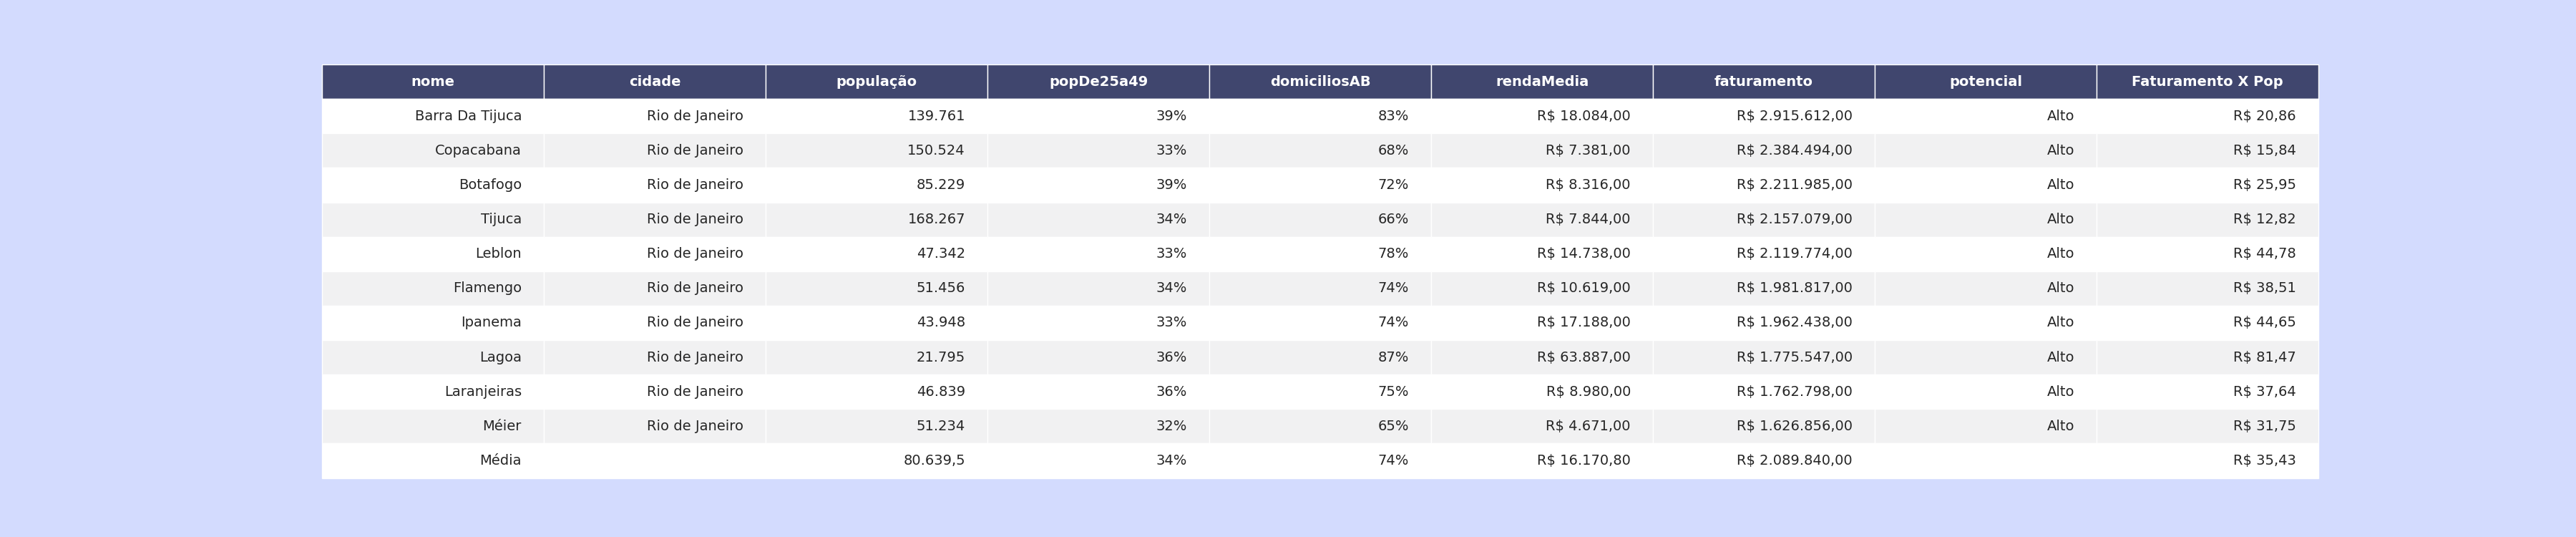 nome cidade população popDe25a49 domiciliosAB rendaMedia faturamento potencial Faturamento X Pop
Barra Da Tijuca Rio de Janeiro 139.761 39% 83% R$ 18.084,00 R$ 2.915.612,00 Alto R$ 20,86
Copacabana Rio de Janeiro 150.524 33% 68% R$ 7.381,00 R$ 2.384.494,00 Alto R$ 15,84
Botafogo Rio de Janeiro 85.229 39% 72% R$ 8.316,00 R$ 2.211.985,00 Alto R$ 25,95
Tijuca Rio de Janeiro 168.267 34% 66% R$ 7.844,00 R$ 2.157.079,00 Alto R$ 12,82
Leblon Rio de Janeiro 47.342 33% 78% R$ 14.738,00 R$ 2.119.774,00 Alto R$ 44,78
Flamengo Rio de Janeiro 51.456 34% 74% R$ 10.619,00 R$ 1.981.817,00 Alto R$ 38,51
Ipanema Rio de Janeiro 43.948 33% 74% R$ 17.188,00 R$ 1.962.438,00 Alto R$ 44,65
Lagoa Rio de Janeiro 21.795 36% 87% R$ 63.887,00 R$ 1.775.547,00 Alto R$ 81,47
Laranjeiras Rio de Janeiro 46.839 36% 75% R$ 8.980,00 R$ 1.762.798,00 Alto R$ 37,64
Méier Rio de Janeiro 51.234 32% 65% R$ 4.671,00 R$ 1.626.856,00 Alto R$ 31,75
Média 80.639,5 34% 74% R$ 16.170,80 R$ 2.089.840,00 R$ 35,43